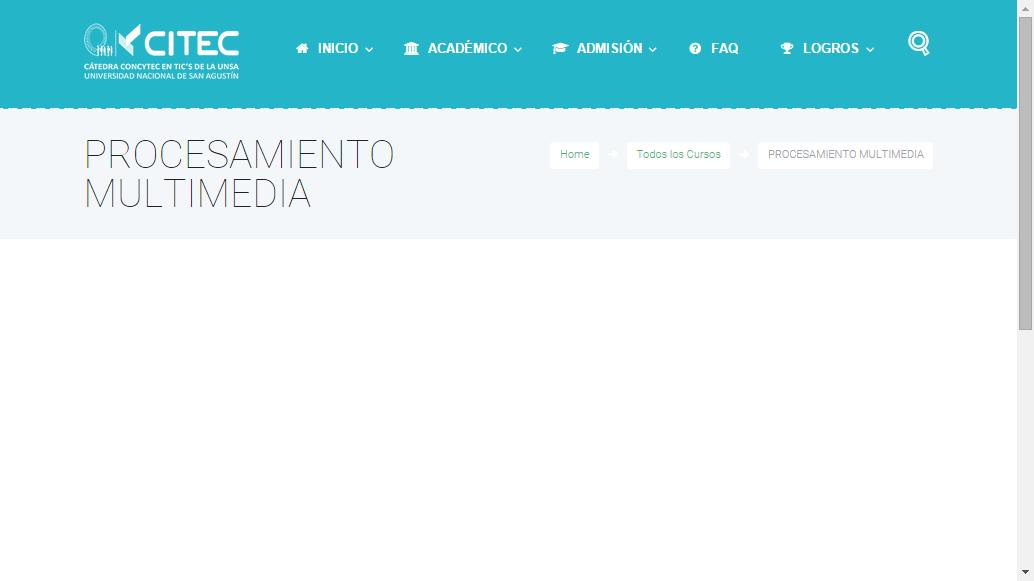 CITEC
CÁTEDRA CONCYTEC EN TIC'S DE LA UNSA
UNIVERSIDAD NACIONAL DE SAN AGUSTÍN
INICIO ACADÉMICO ADMISIÓN FAQ LOGROS
PROCESAMIENTO
MULTIMEDIA
Home Todos los Cursos PROCESAMIENTO MULTIMEDIA